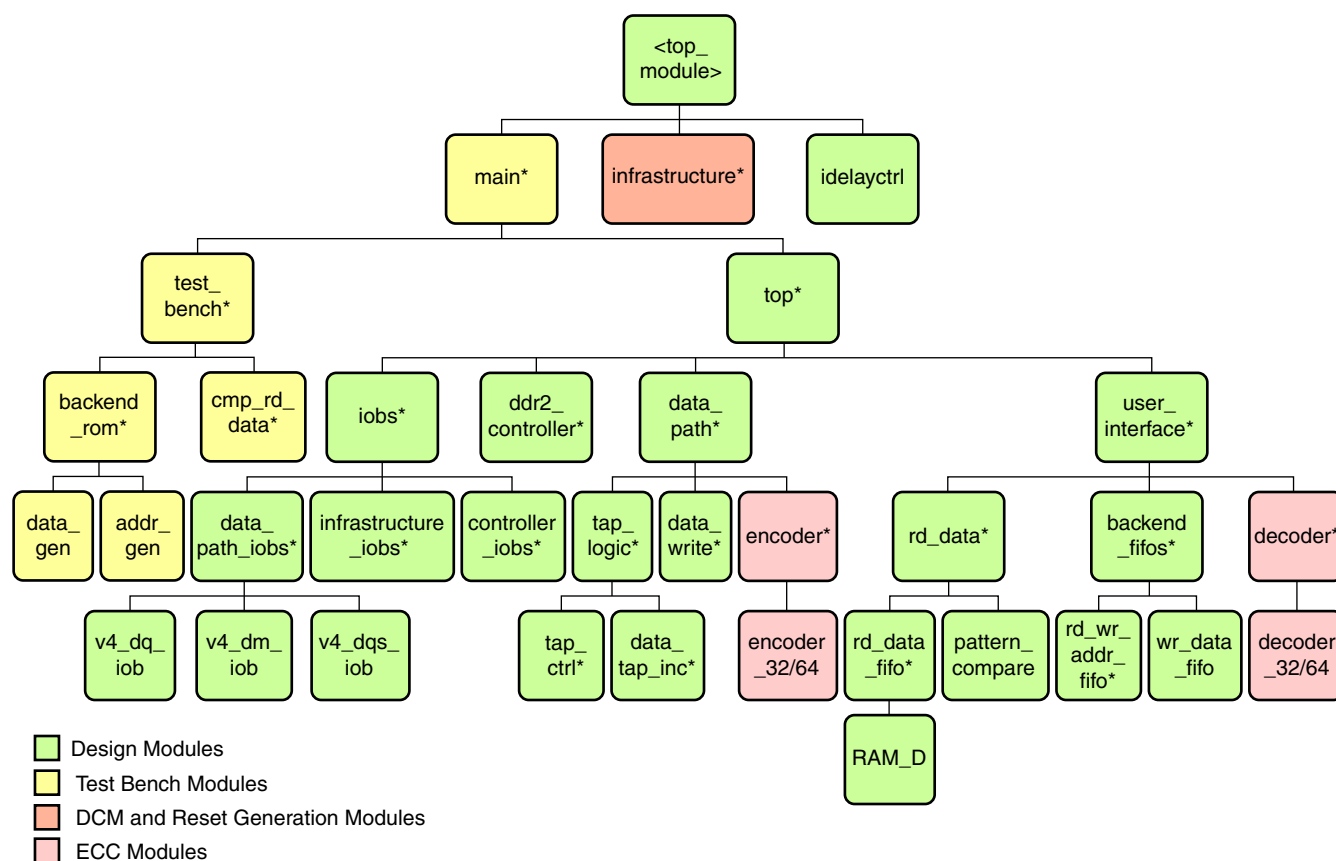 <top_
module>
main*
infrastructure*
idelayctrl
test_
bench*
top*
backend
_rom*
cmp_rd_
data*
iobs*
ddr2_
controller*
data_
path*
user_
interface*
data_
gen
addr_
gen
data_
path_iobs*
infrastructure
_iobs*
controller
_iobs*
tap_
logic*
data_
write*
encoder*
rd_data*
backend
_fifos*
decoder*
v4_dq_
iob
v4_dm_
iob
v4_dqs_
iob
tap_
ctrl*
data_
tap_inc*
encoder
_32/64
rd_data
_fifo*
pattern_
compare
rd_wr_
addr_
fifo*
wr_data
_fifo
decoder
_32/64
RAM_D
Design Modules
Test Bench Modules
DCM and Reset Generation Modules
ECC Modules